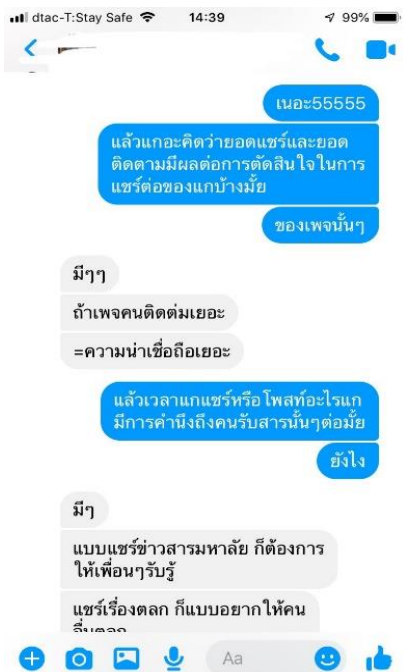 dtac-T:Stay Safe 14:39 99%
เนอะ55555
แล้วแกอะคิดว่ายอดแชร์และยอด
ติดตามมีผลต่อการตัดสินใจในการ
แชร์ต่อของแกบ้างมั้ย
ของเพจนั้นๆ
มีๆๆ
ถ้าเพจคนติดต่มเยอะ
=ความน่าเชื่อถือเยอะ
แล้วเวลาแกแชร์หรือโพสท์อะไรแก
มีการคำนึงถึงคนรับสารนั้นๆต่อมั้ย
ยังไง
มีๆ
แบบแชร์ข่าวสารมหาลัย ก็ต้องการ
ให้เพื่อนๆรับรู้
แชร์เรื่องตลก ก็แบบอยากให้คน
อื่นตลก
Aa